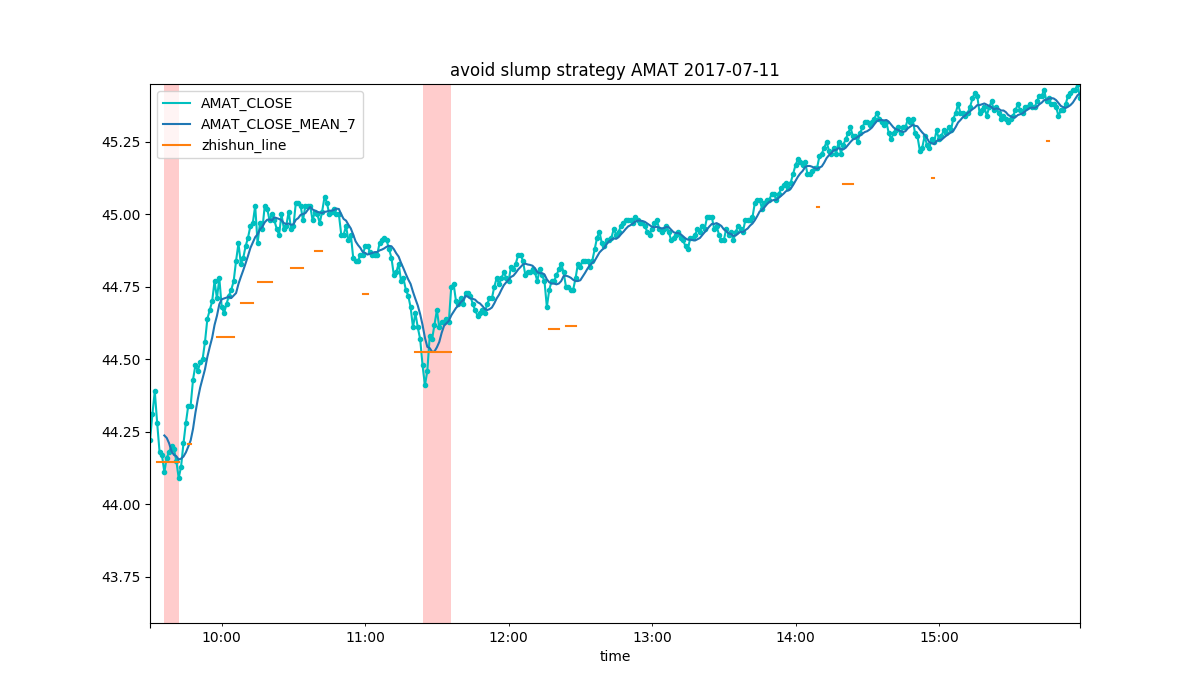 avoid slump strategy AMAT 2017-07-11
AMAT_CLOSE
AMAT_CLOSE_MEAN_7
zhishun_line
45.25
45.00
44.75
44.50
44.25
44.00
43.75
10:00 11:00 12:00 13:00 14:00 15:00
time